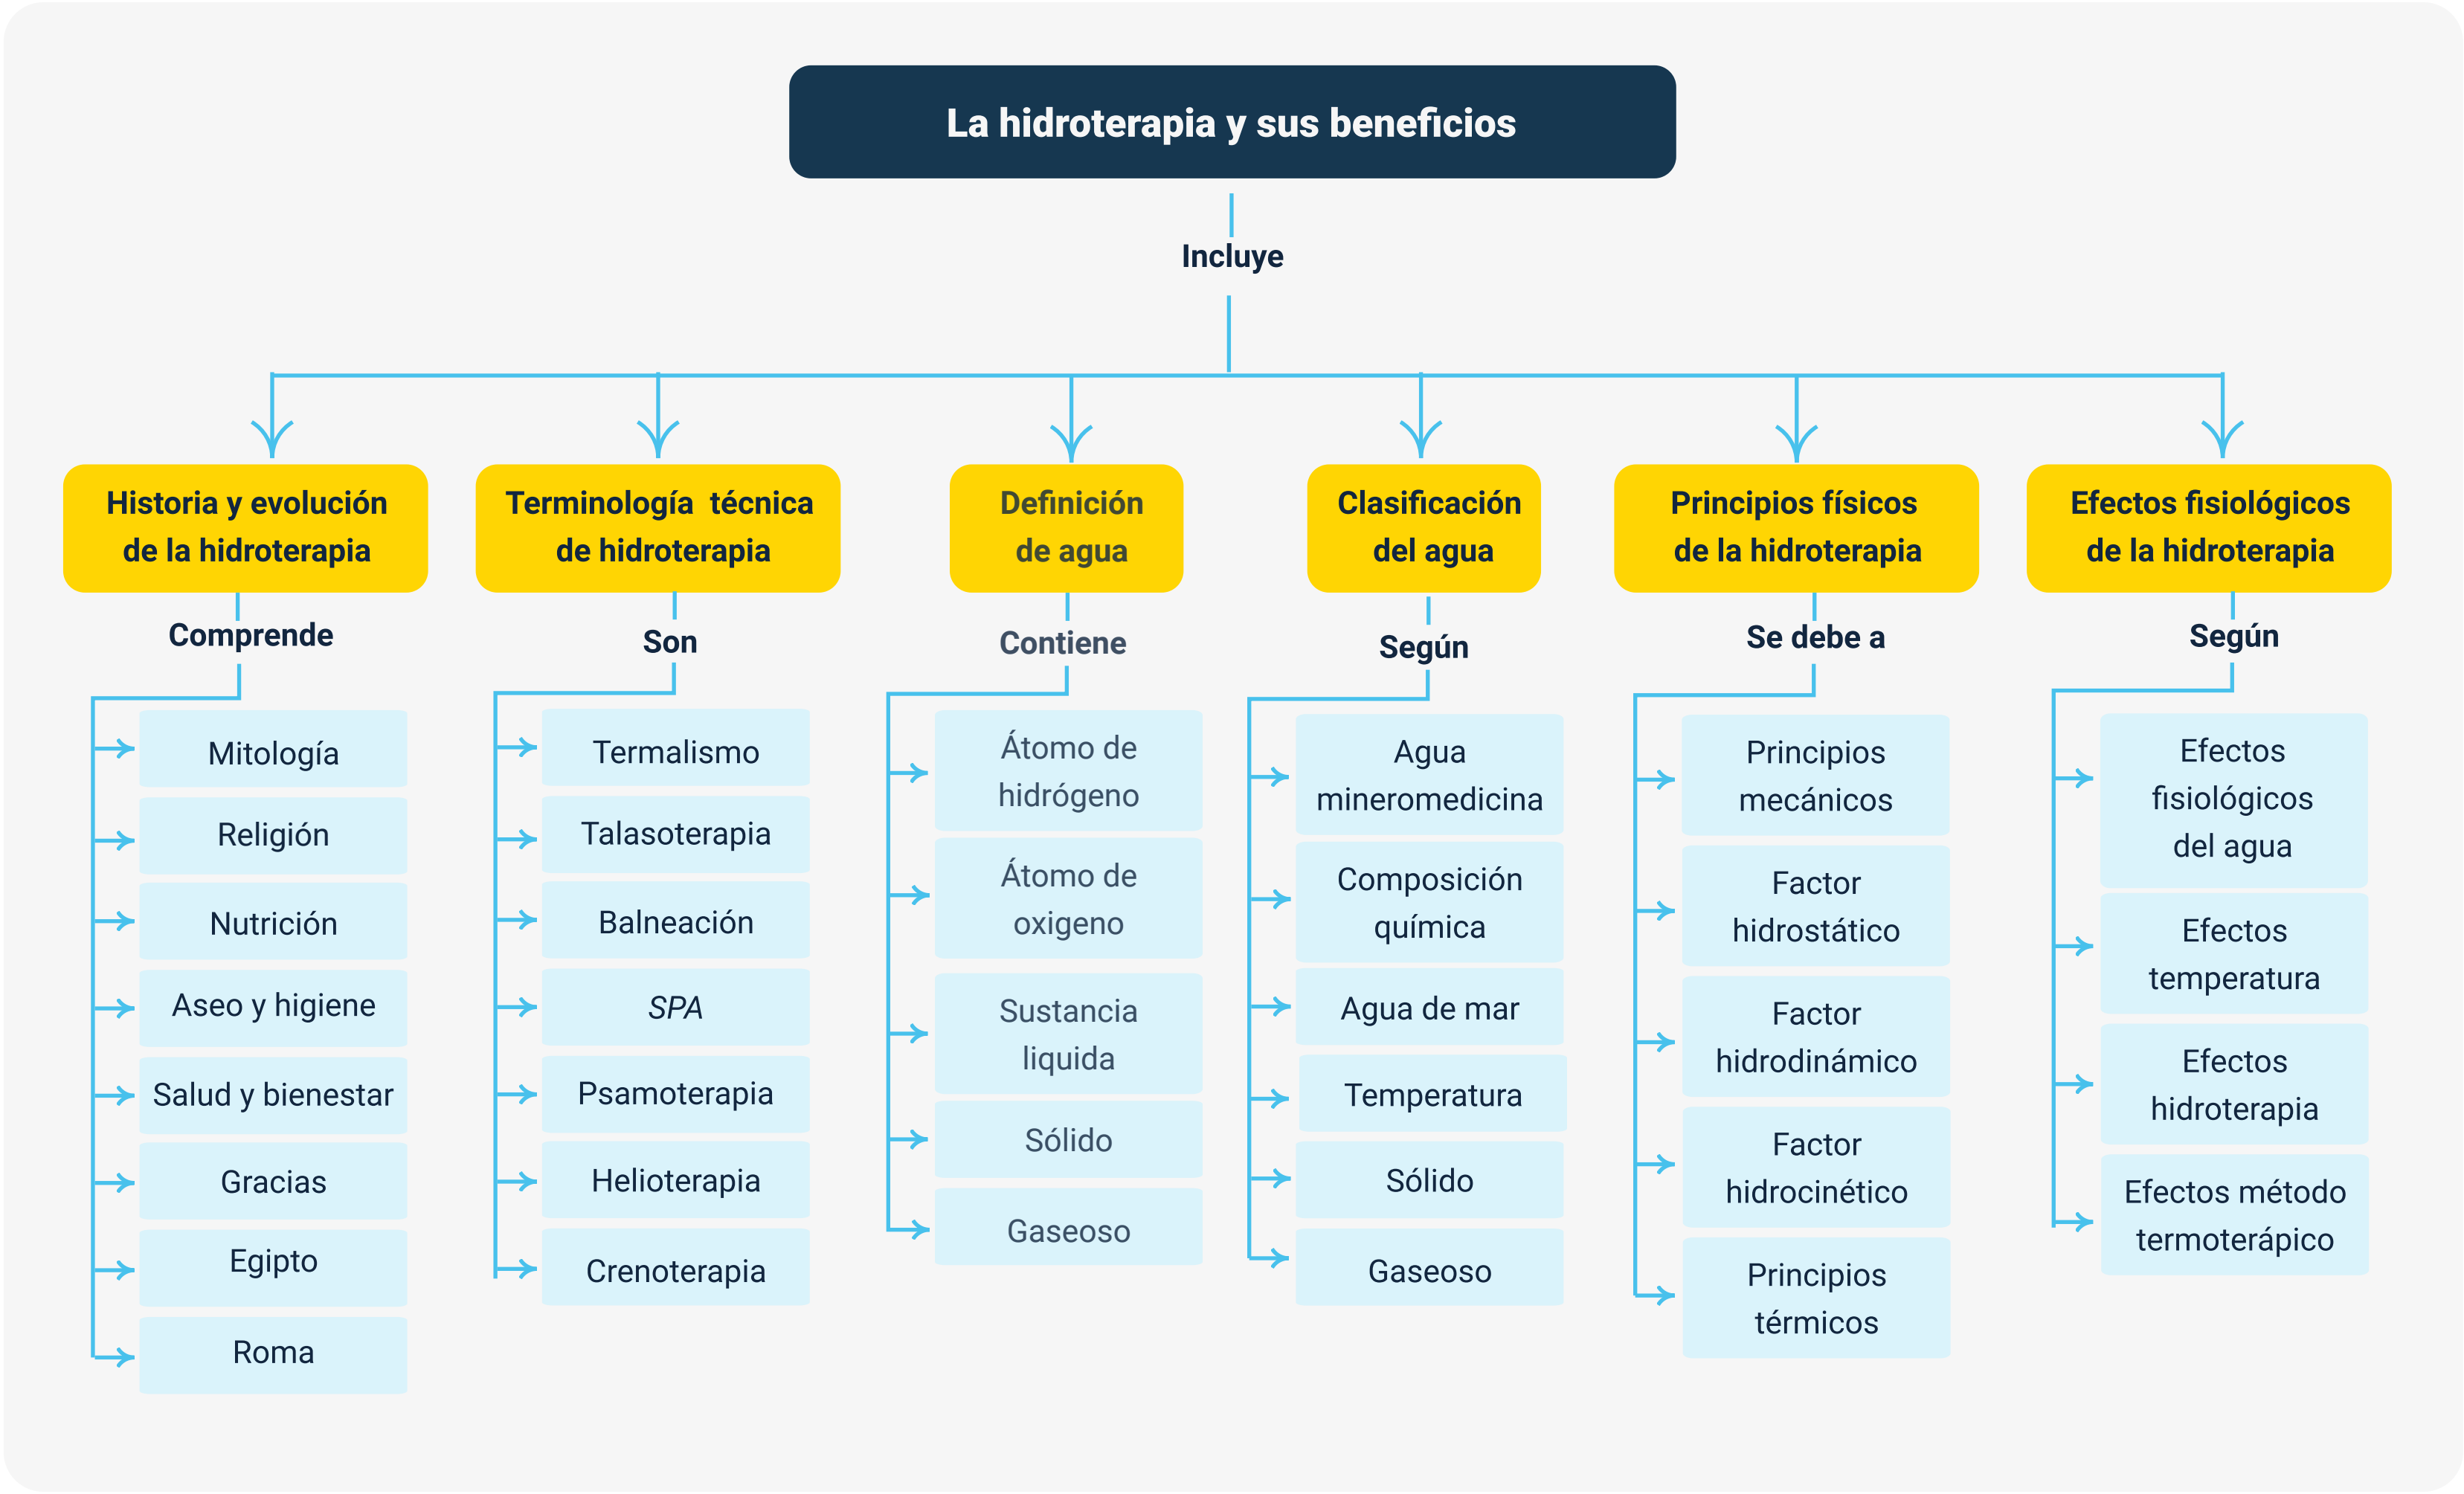 La hidroterapia y sus beneficios
Incluye
Historia y evolución
de la hidroterapia
Comprende
Mitología
Religión
Nutrición
Aseo y higiene
Salud y bienestar
Gracias
Egipto
Roma
Terminología  técnica
de hidroterapia
Son
Termalismo
Talasoterapia
Balneación
SPA
Psamoterapia
Helioterapia
Crenoterapia
Definición
de agua
Contiene
Átomo de
hidrógeno
Átomo de
oxigeno
Sustancia
liquida
Sólido
Gaseoso
Clasificación
del agua
Según
Agua
mineromedicina
Composición
química
Agua de mar
Temperatura
Sólido
Gaseoso
Principios físicos
de la hidroterapia
Se debe a
Principios
mecánicos
Factor
hidrostático
Factor
hidrodinámico
Factor
hidrocinético
Principios
térmicos
Efectos fisiológicos
de la hidroterapia
Según
Efectos
fisiológicos
del agua
Efectos
temperatura
Efectos
hidroterapia
Efectos método
termoterápico